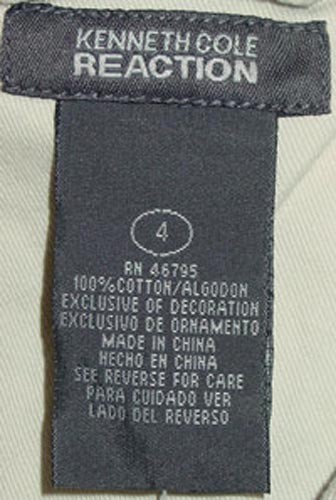 KENNETH COLE
REACTION
4
RN 46795
100%COTTON/ALGODON
EXCLUSIVE OF DECORATION
EXCLUSIVO DE ORNAMENTO
MADE IN CHINA
HECHO EN CHINA
SEE REVERSE FOR CARE
PARA CUIDADO VER
LADO DEL REVERSO